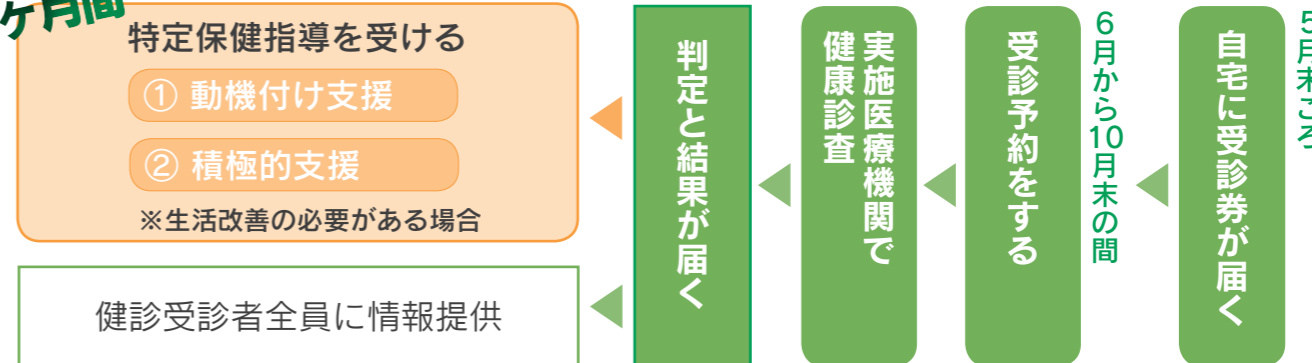 5月末ごろ
自宅に受診券が届く
6月から10月末の間
受診予約をする
実施医療機関で
健康診査
判定と結果が届く
ケ月間
特定保健指導を受ける
① 動機付け支援
② 積極的支援
※生活改善の必要がある場合
健診受診者全員に情報提供